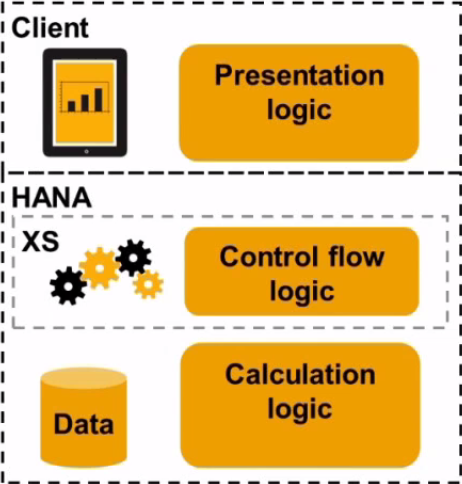 Client
Presentation
logic
HANA
XS
Control flow
logic
Calculation
logic
Data